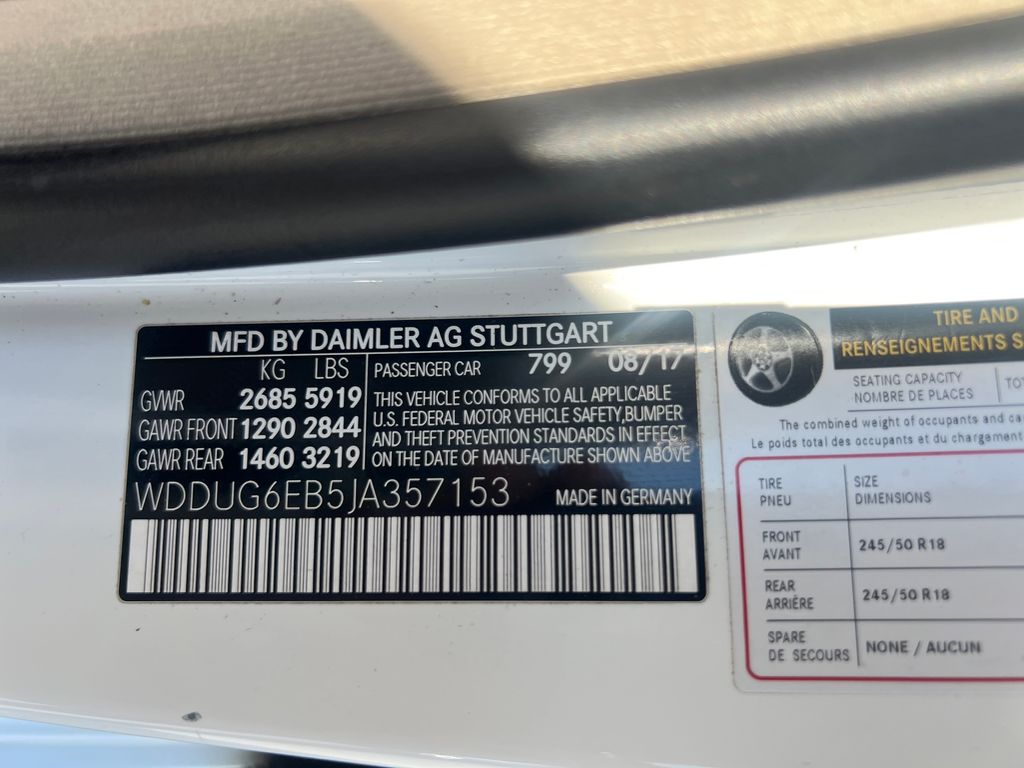 MFD BY DAIMLER AG STUTTGART
KG LBS
GVWR 2685 5919
GAWR FRONT 1290 2844
GAWR REAR 1460 3219
PASSENGER CAR 799 08/17
THIS VEHICLE CONFORMS TO ALL APPLICABLE
U.S. FEDERAL MOTOR VEHICLE SAFETY, BUMPER
AND THEFT PREVENTION STANDARDS IN EFFECT
ON THE DATE OF MANUFACTURE SHOWN ABOVE
WDDUG6EB5JA357153
MADE IN GERMANY
TIRE AND
RENSEIGNEMENTS S
SEATING CAPACITY
NOMBRE DE PLACES
The combined weight of occupants and
Le poids total des occupants et du chargement
TIRE
PNEU
SIZE
DIMENSIONS
FRONT
AVANT
245/50 R18
REAR
ARRIÈRE
245/50 R18
SPARE
DE SECOURS
NONE / AUCUN